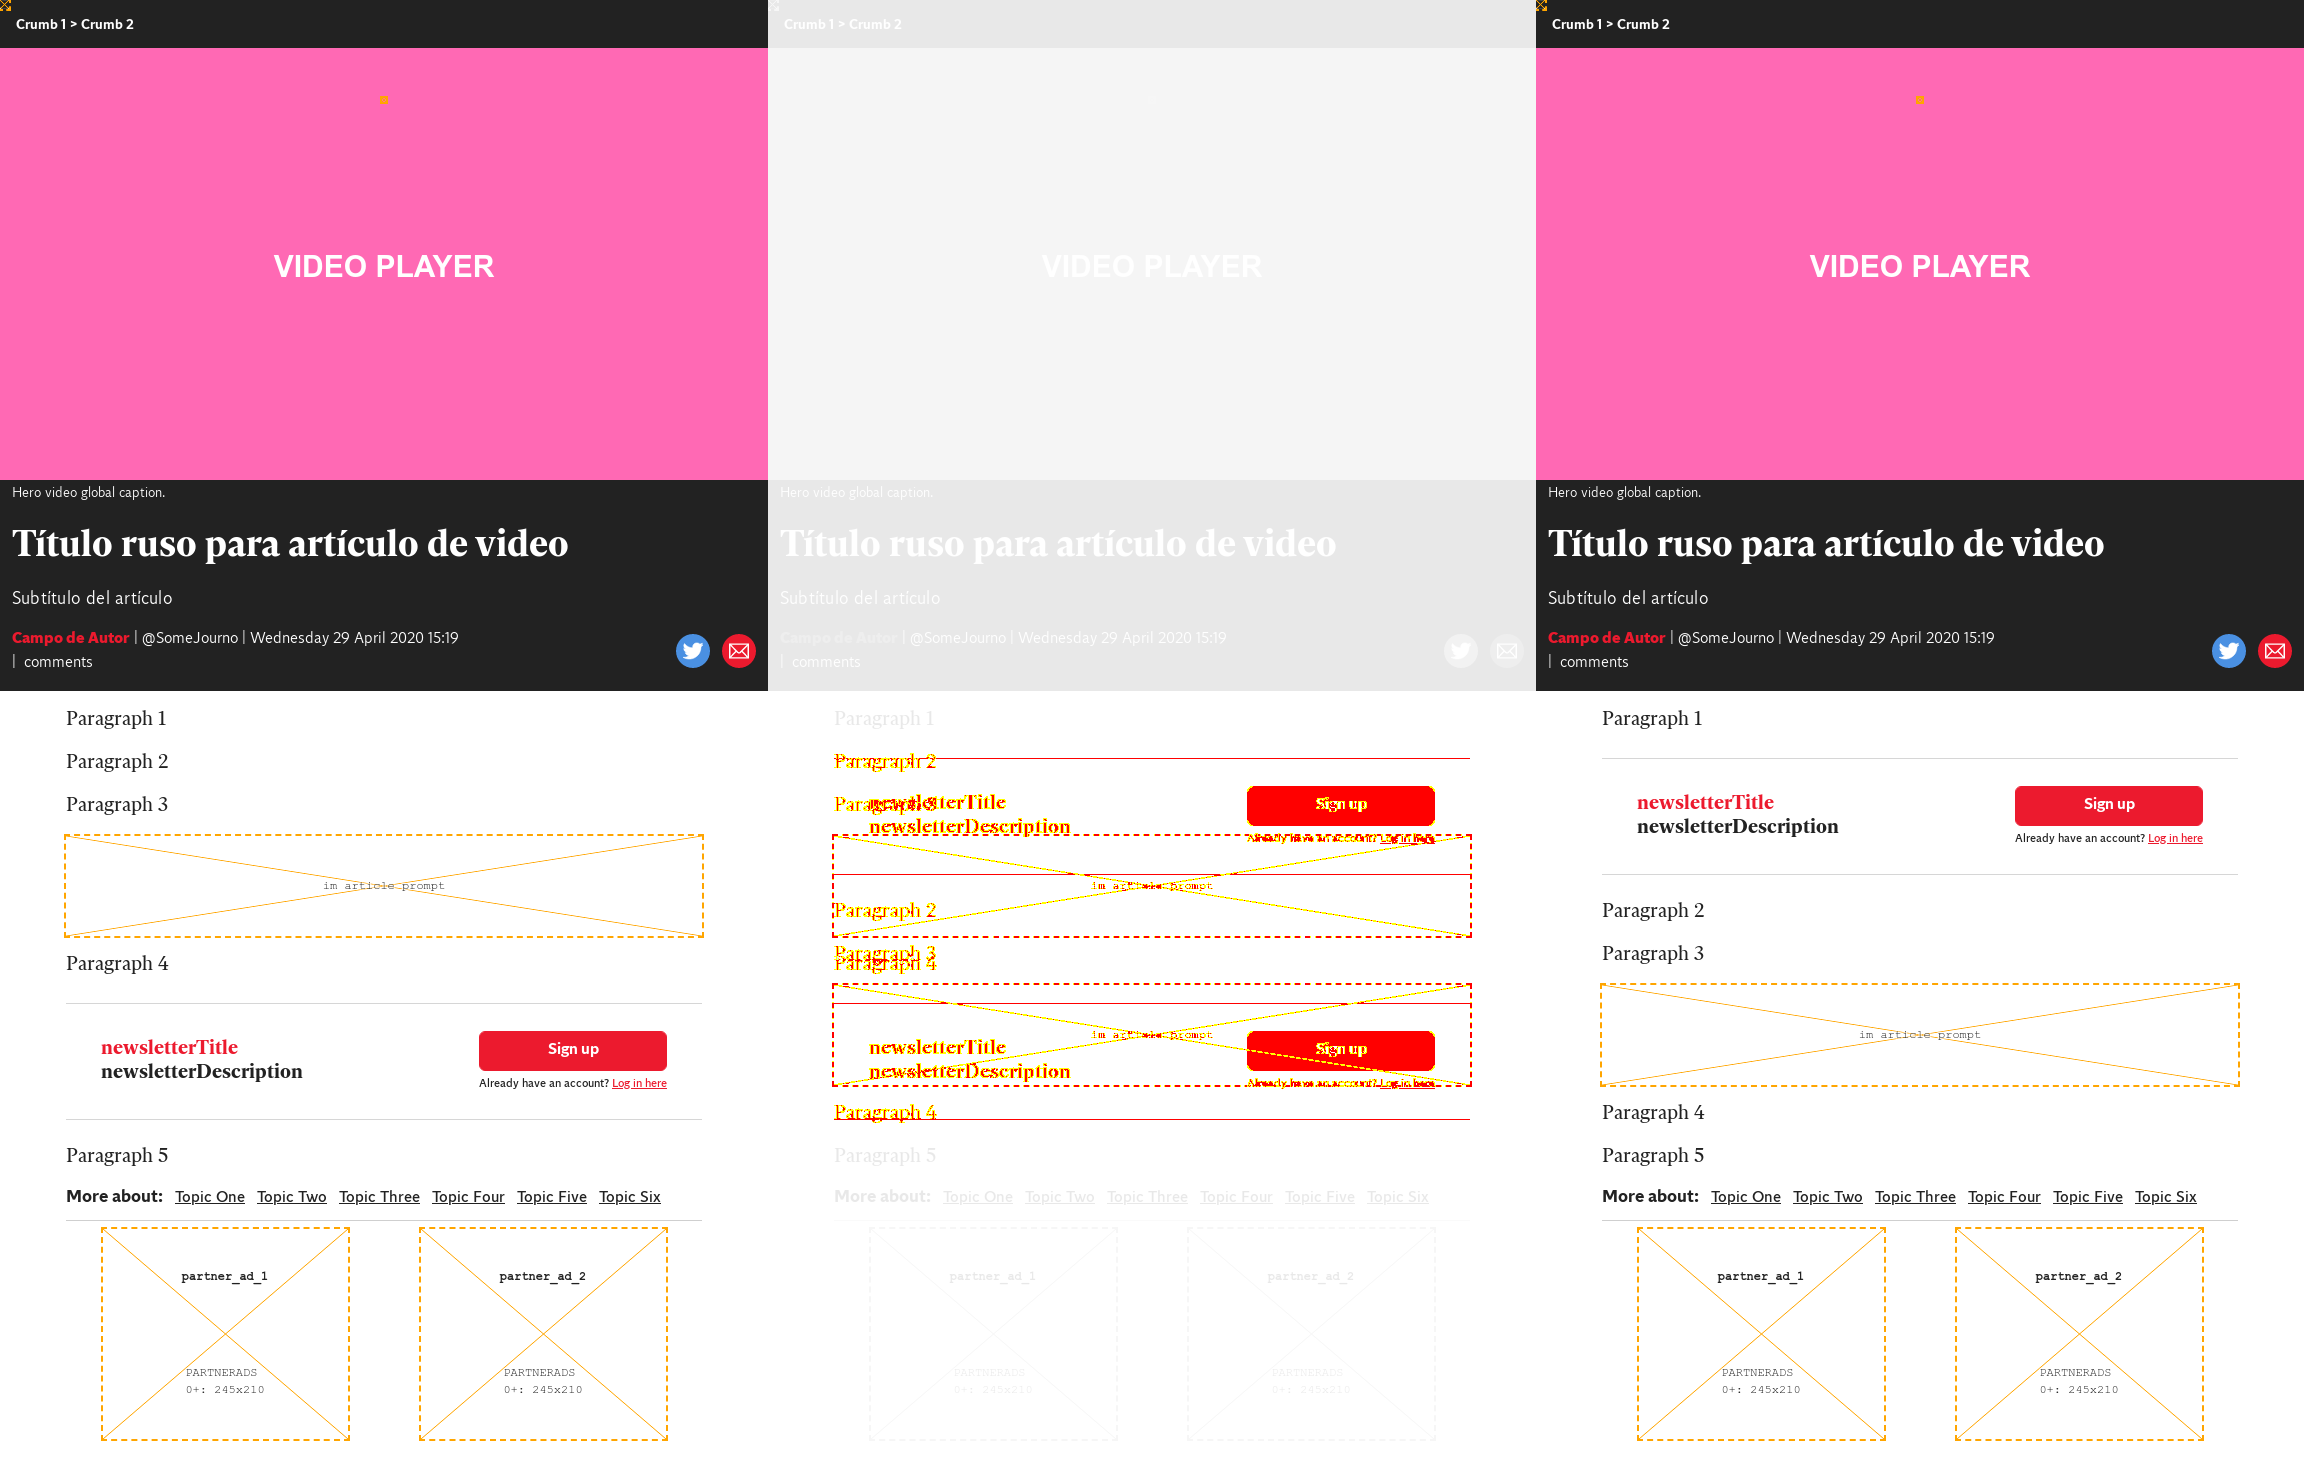 Crumb 1 > Crumb 2
VIDEO PLAYER
Hero video global caption.
Título ruso para artículo de video
Subtítulo del artículo
Campo de Autor | @SomeJourno | Wednesday 29 April 2020 15:19
| comments
Paragraph 1
Paragraph 2
Paragraph 3
im article prompt
Paragraph 4
newsletterTitle
newsletterDescription
Sign up
Already have an account? Log in here
Paragraph 5
More about: Topic One Topic Two Topic Three Topic Four Topic Five Topic Six
partner_ad_1
PARTNERADS
0+: 245x210
partner_ad_2
PARTNERADS
0+: 245x210
Crumb 1 > Crumb 2
VIDEO PLAYER
Hero video global caption.
Título ruso para artículo de video
Subtítulo del artículo
Campo de Autor | @SomeJourno | Wednesday 29 April 2020 15:19
| comments
Paragraph 1
Paragraph 2
Paragraph 3
newsletterTitle
newsletterDescription
Sign up
Already have an account? Log in here
im article prompt
Paragraph 2
Paragraph 3
Paragraph 4
im article prompt
newsletterTitle
newsletterDescription
Sign up
Already have an account? Log in here
Paragraph 4
Paragraph 5
More about: Topic One Topic Two Topic Three Topic Four Topic Five Topic Six
partner_ad_1
PARTNERADS
0+: 245x210
partner_ad_2
PARTNERADS
0+: 245x210
Crumb 1 > Crumb 2
VIDEO PLAYER
Hero video global caption.
Título ruso para artículo de video
Subtítulo del artículo
Campo de Autor | @SomeJourno | Wednesday 29 April 2020 15:19
| comments
Paragraph 1
newsletterTitle
newsletterDescription
Sign up
Already have an account? Log in here
Paragraph 2
Paragraph 3
im article prompt
Paragraph 4
Paragraph 5
More about: Topic One Topic Two Topic Three Topic Four Topic Five Topic Six
partner_ad_1
PARTNERADS
0+: 245x210
partner_ad_2
PARTNERADS
0+: 245x210